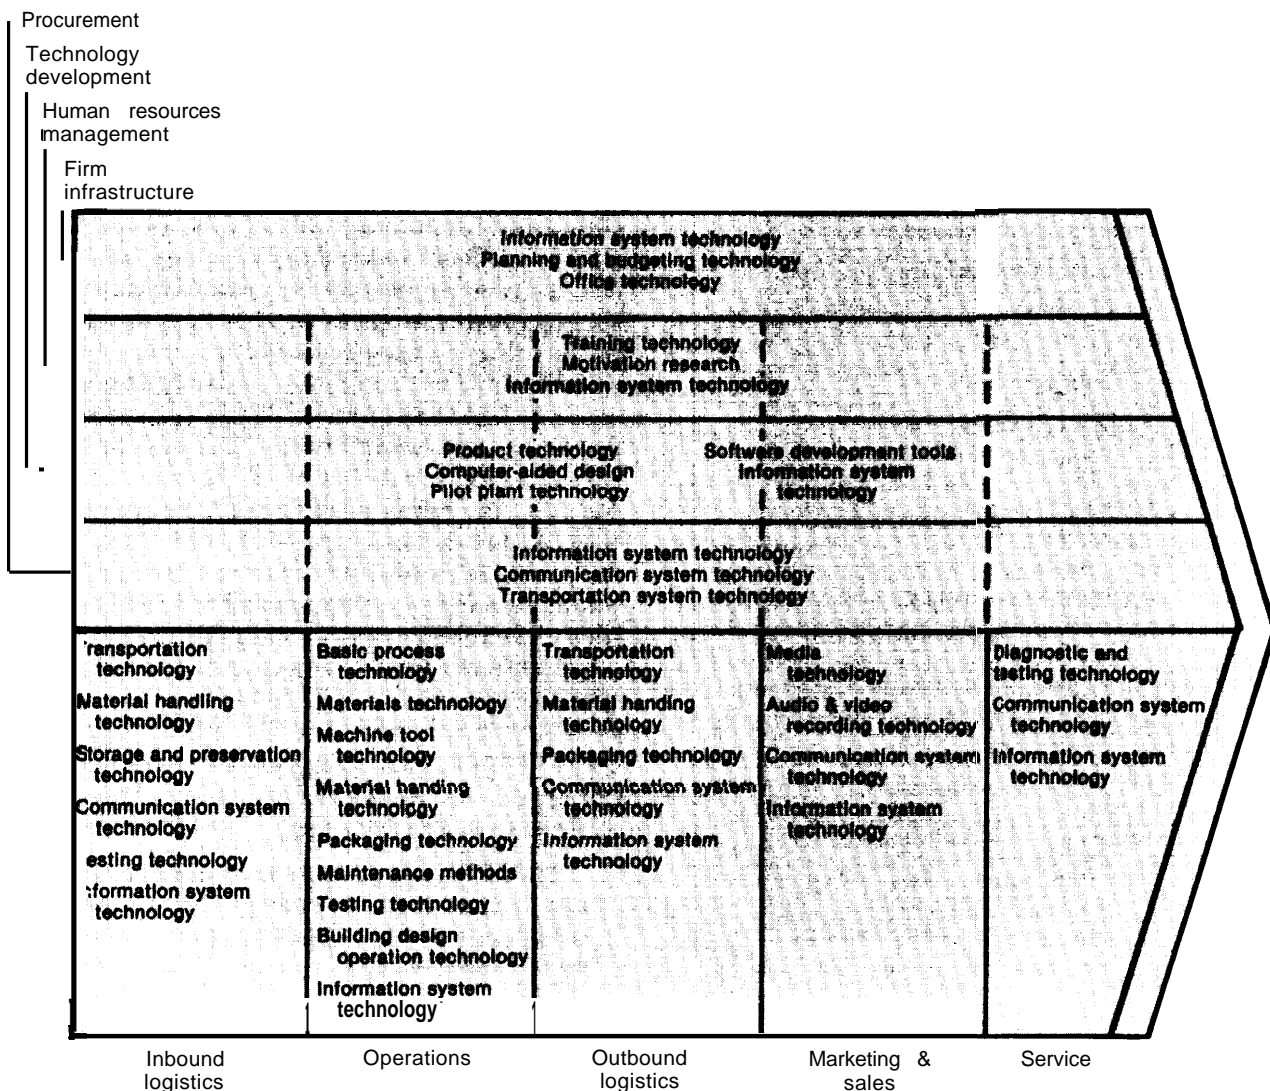 Procurement
Technology
development
Human resources
management
Firm
infrastructure
Information system technology
Planning and budgeting technology
Office technology
Training technology
Motivation research
Information system technology
Product technology
Computer-aided design
Pilot plant technology
Software development tools
Information system
technology
Information system technology
Communication system technology
Transportation system technology
ransportation
technology
Material handling
technology
Storage and preservation
technology
Communication system
technology
esting technology
nformation system
technology
Basic process
technology
Materials technology
Machine tool
technology
Material handing
technology
Packaging technology
Maintenance methods
Testing technology
Building design
operation technology
Information system
technology
Transportation
technology
Material handing
technology
Packaging technology
Communication system
technology
Information system
technology
Media
technology
Audio & video
recording technology
Communication system
technology
Information system
technology
Diagnostic and
testing technology
Communication system
technology
Information system
technology
Inbound
logistics
Operations
Outbound
logistics
Marketing &
sales
Service